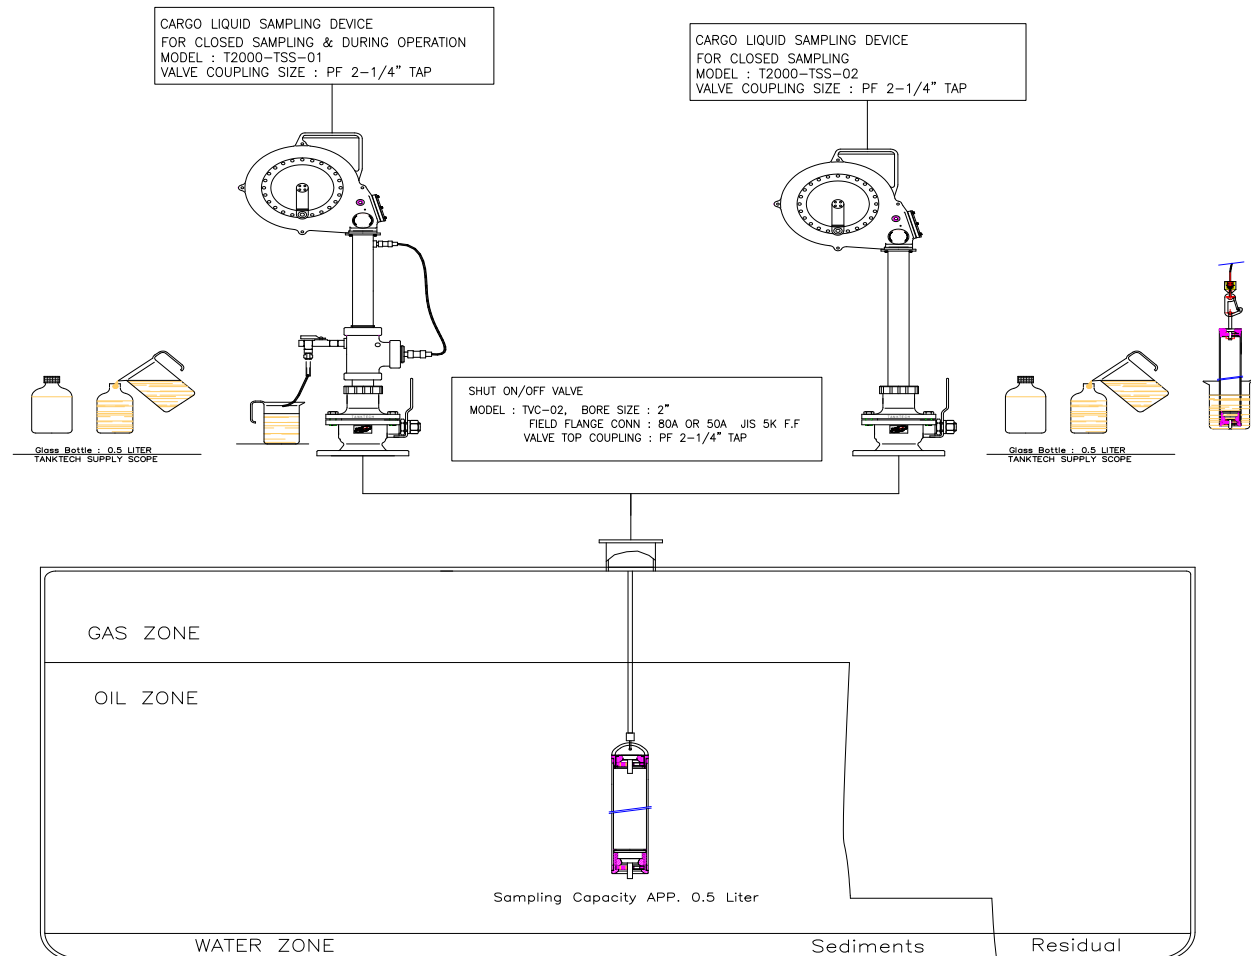 CARGO LIQUID SAMPLING DEVICE
FOR CLOSED SAMPLING & DURING OPERATION
MODEL : T2000-TSS-01
VALVE COUPLING SIZE : PF 2-1/4" TAP
CARGO LIQUID SAMPLING DEVICE
FOR CLOSED SAMPLING
MODEL : T2000-TSS-02
VALVE COUPLING SIZE : PF 2-1/4" TAP
SHUT ON/OFF VALVE
MODEL : TVC-02, BORE SIZE : 2"
FIELD FLANGE CONN : 80A OR 50A JIS 5K F.F
VALVE TOP COUPLING : PF 2-1/4" TAP
Glass Bottle : 0.5 LITER
TANKTECH SUPPLY SCOPE
Glass Bottle : 0.5 LITER
TANKTECH SUPPLY SCOPE
GAS ZONE
OIL ZONE
Sampling Capacity APP. 0.5 Liter
WATER ZONE
Sediments
Residual